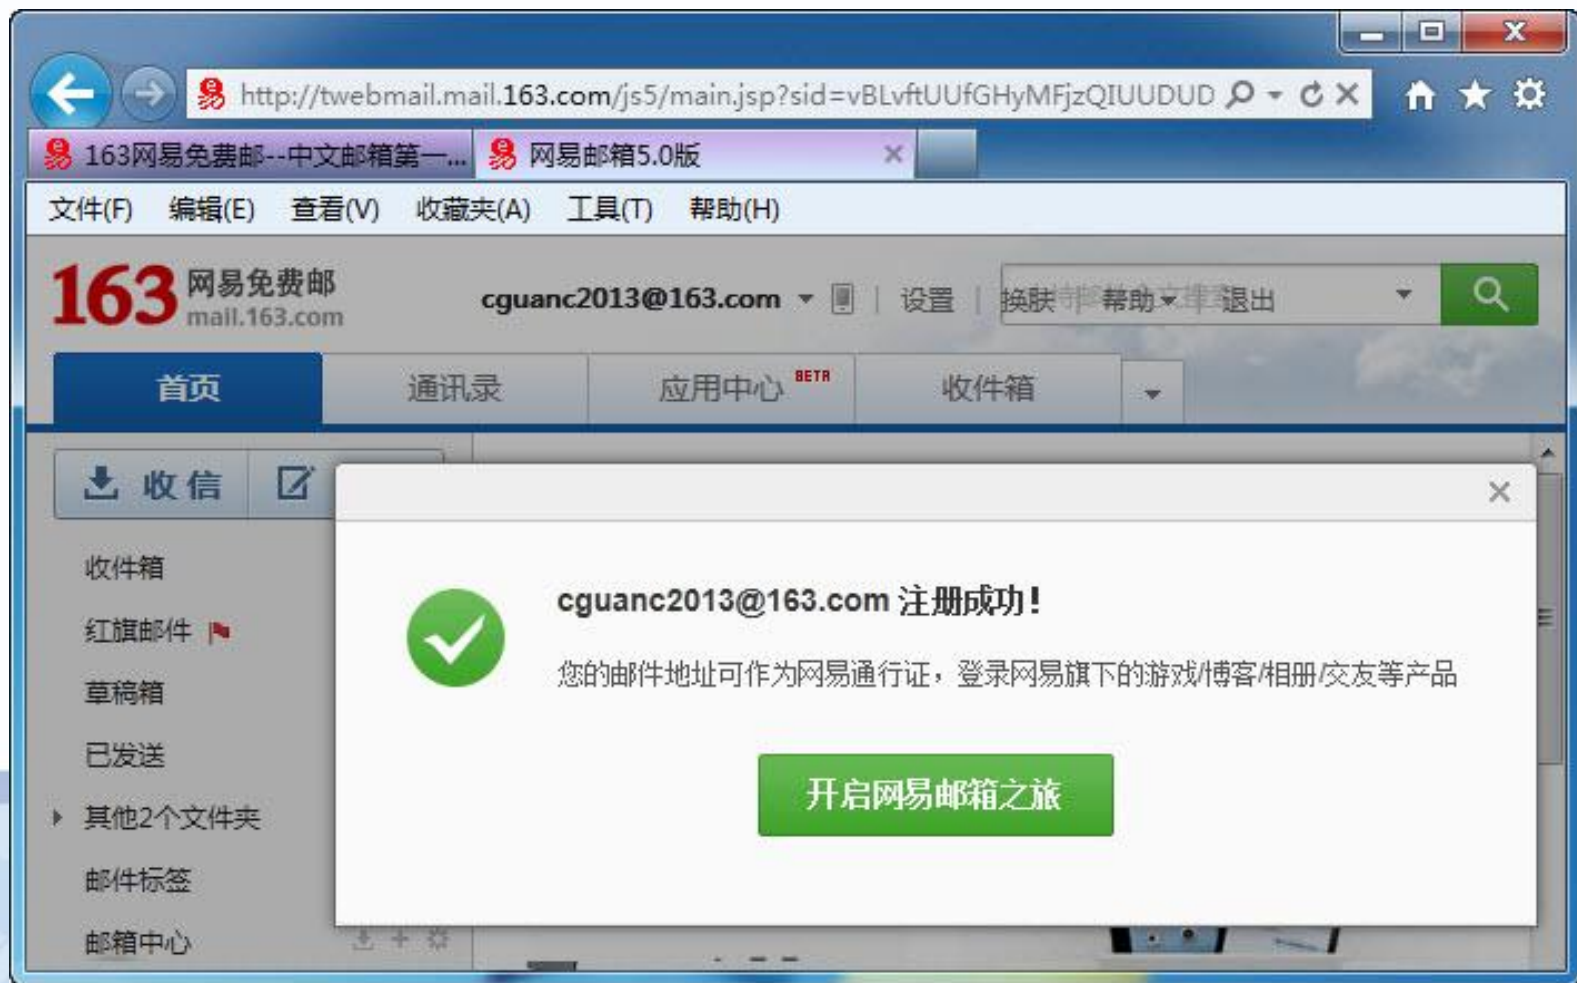 http://twebmail.mail.163.com/js5/main.jsp?sid=vBLvftUUfGHyMFjzQIUUDUD
163网易免费邮--中文邮箱第一...
网易邮箱5.0版
文件(F) 编辑(E) 查看(V) 收藏夹(A) 工具(T) 帮助(H)
163 网易免费邮
mail.163.com
cguanc2013@163.com | 设置 | 换肤 帮助 退出
首页 通讯录 应用中心 BETA 收件箱
收信
收件箱
红旗邮件
草稿箱
已发送
其他2个文件夹
邮件标签
邮箱中心
cguanc2013@163.com 注册成功!
您的邮件地址可作为网易通行证，登录网易旗下的游戏/博客/相册/交友等产品
开启网易邮箱之旅